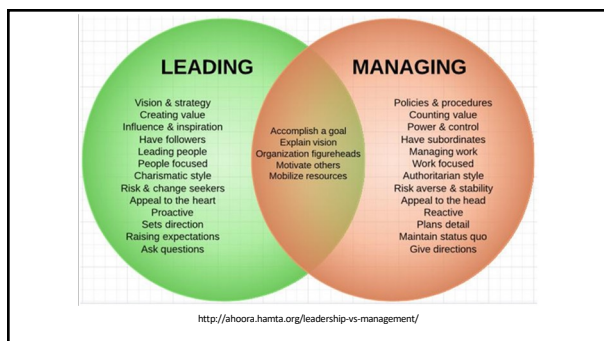 LEADING
Vision & strategy
Creating value
Influence & inspiration
Have followers
Leading people
People focused
Charismatic style
Risk & change seekers
Appeal to the heart
Proactive
Sets direction
Raising expectations
Ask questions
Accomplish a goal
Explain vision
Organization figureheads
Motivate others
Mobilize resources
MANAGING
Policies & procedures
Counting value
Power & control
Have subordinates
Managing work
Work focused
Authoritarian style
Risk averse & stability
Appeal to the head
Reactive
Plans detail
Maintain status quo
Give directions
http://ahoora.hamta.org/leadership-vs-management/